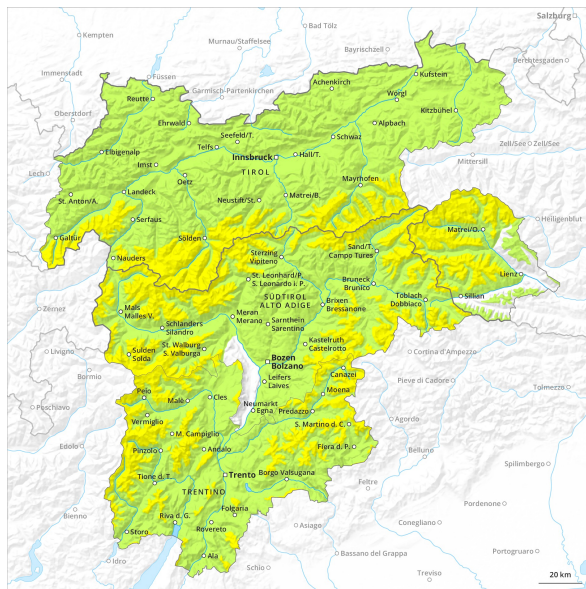 Salzburg
Kempten
Bad Tölz
Murnau/Staffelsee
Bayrischzell
Berchtesgaden
Immenstadt
Füssen
Garmisch-Partenkirchen
Kufstein
Achenkirch
Reutte
Wörgl
Oberstdorf
Kitzbühel
Ehrwald
Seefeld/T.
Schwaz
Alpbach
Telfs
Zell/See
Zell/See
Elbigenalp
Innsbruck
Hall/T.
Mittersill
Lech
Imst
TIROL
Oetz
Mayrhofen
Landeck
Neustift/St.
Matrei/B.
St. Anton/A.
Serfaus
Heiligenblut
Galtür
Sölden
Sand/T.
Campo Tures
Matrei/O.
Nauders
Sterzing
Vipiteno
Lienz
St. Leonhard/P.
S. Leonardo i. P.
Bruneck
Brunico
Zernez
SÜDTIROL
ALTO ADIGE
Brixen
Bressanone
Toblach
Dobbiaco
Sillian
Mals
Malles V.
Meran
Merano
Sarnthein
Sarentino
Schlanders
Silandro
Livigno
St. Walburg
S. Valburga
Kastelruth
Castelrotto
Cortina d'Ampezzo
Sulden
Solda
Bozen
Bolzano
Canazei
Bormio
Leifers
Laives
Pieve di Cadore
Tolmezzo
Peio
Cles
Moena
Poschiavo
Malè
Neumarkt
Egna
Predazzo
Vermiglio
Agordo
S. Martino d. C.
M. Campiglio
Edolo
Pinzolo
Andalo
Fiera d. P.
Belluno
Spilimbergo
Tione d. T.
Trento
Borgo Valsugana
Feltre
TRENTINO
Bienno
Pordenone
Riva d. G.
Folgaria
Storo
Rovereto
Asiago
Conegliano
Ala
Bassano del Grappa
Portogruaro
Idro
Schio
Treviso
20 km